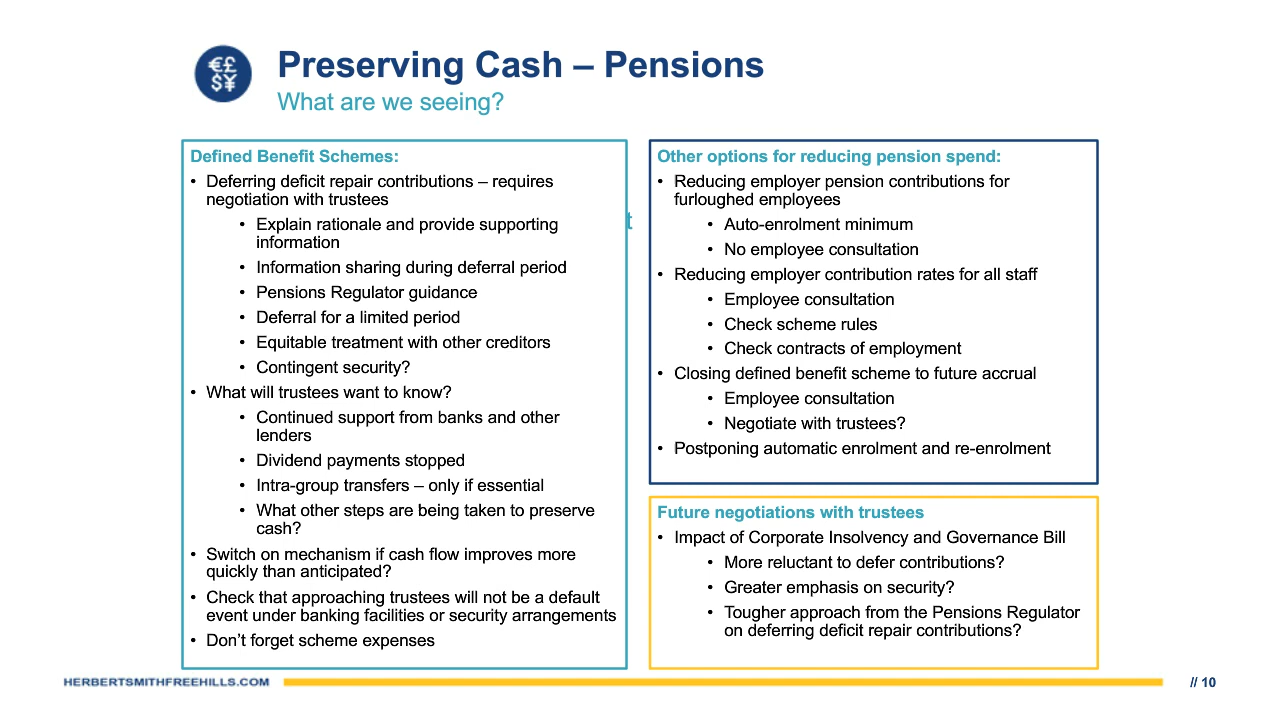 €£
$¥
Preserving Cash – Pensions
What are we seeing?
Defined Benefit Schemes:
• Deferring deficit repair contributions – requires
negotiation with trustees
• Explain rationale and provide supporting
information
• Information sharing during deferral period
• Pensions Regulator guidance
• Deferral for a limited period
• Equitable treatment with other creditors
• Contingent security?
• What will trustees want to know?
• Continued support from banks and other
lenders
• Dividend payments stopped
• Intra-group transfers – only if essential
• What other steps are being taken to preserve
cash?
• Switch on mechanism if cash flow improves more
quickly than anticipated?
• Check that approaching trustees will not be a default
event under banking facilities or security arrangements
• Don’t forget scheme expenses
t
Other options for reducing pension spend:
• Reducing employer pension contributions for
furloughed employees
• Auto-enrolment minimum
• No employee consultation
• Reducing employer contribution rates for all staff
• Employee consultation
• Check scheme rules
• Check contracts of employment
• Closing defined benefit scheme to future accrual
• Employee consultation
• Negotiate with trustees?
• Postponing automatic enrolment and re-enrolment
Future negotiations with trustees
• Impact of Corporate Insolvency and Governance Bill
• More reluctant to defer contributions?
• Greater emphasis on security?
• Tougher approach from the Pensions Regulator
on deferring deficit repair contributions?
HERBERTSMITHFREEHILLS.COM
// 10